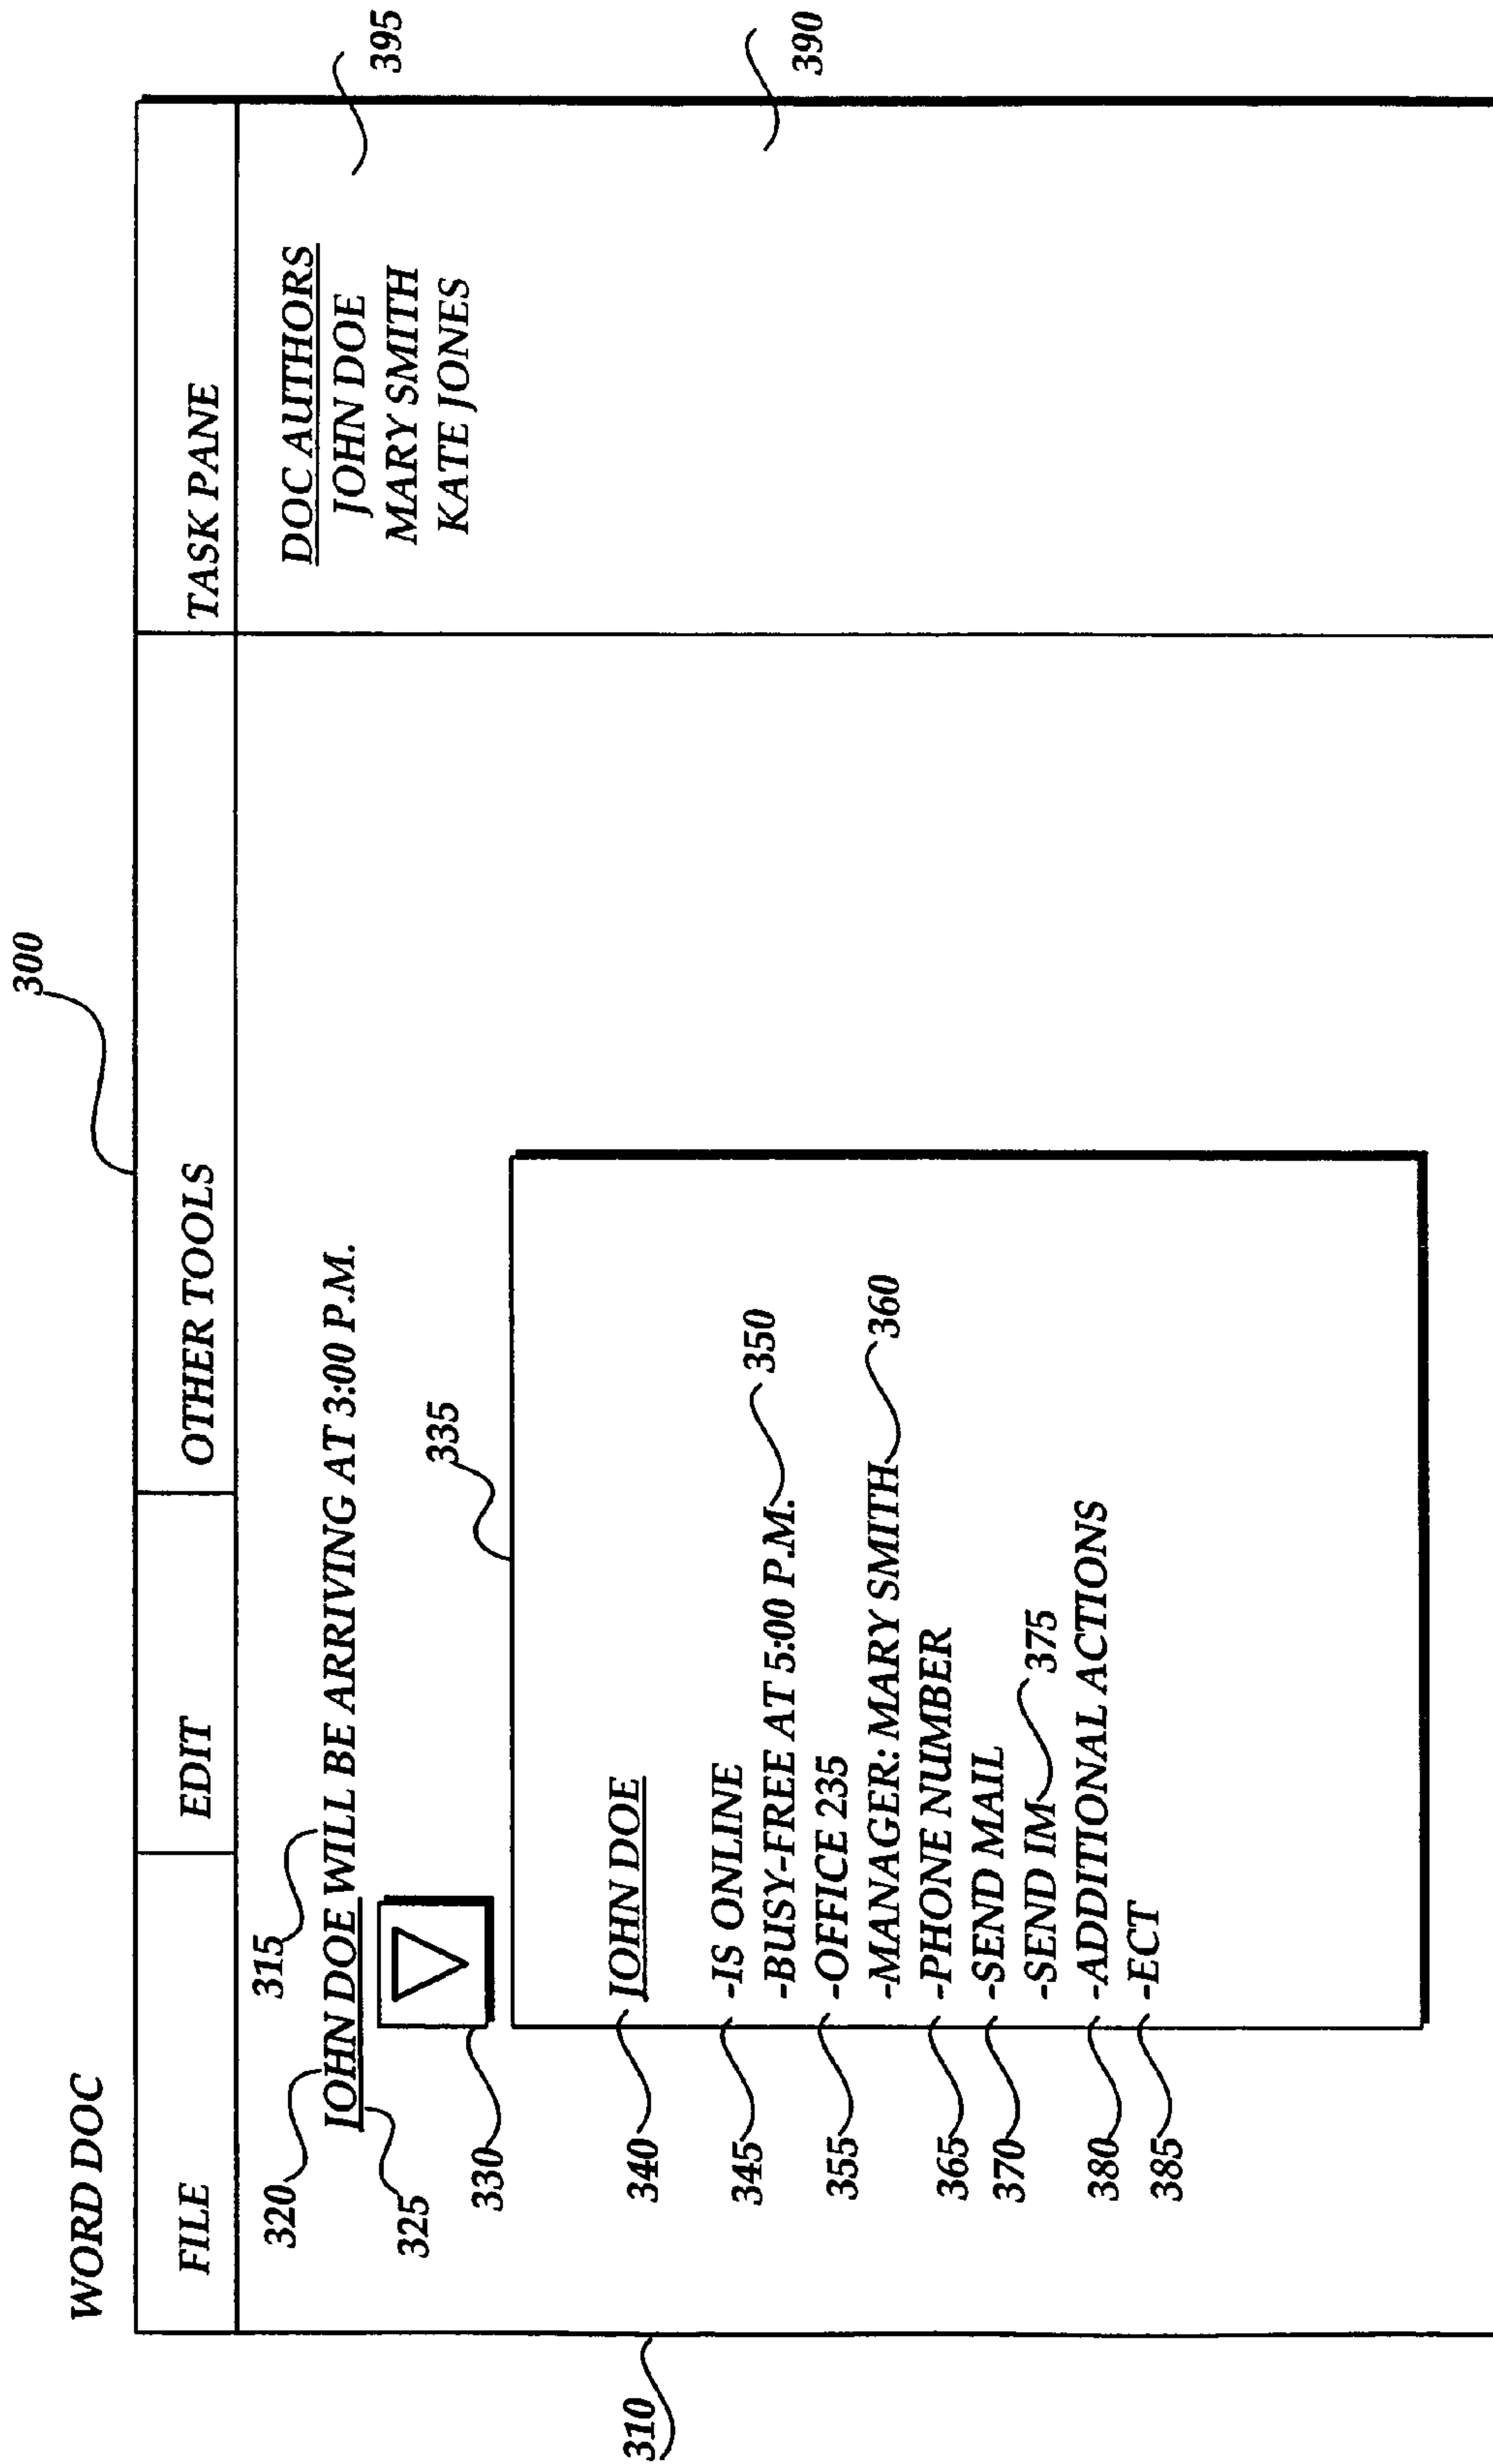 300
WORD DOC
FILE EDIT OTHER TOOLS TASK PANE
315
320
JOHN DOE WILL BE ARRIVING AT 3:00 P.M.
325
330
335
310
340 JOHN DOE
345 -IS ONLINE
-BUSY-FREE AT 5:00 P.M. 350
355 -OFFICE 235
-MANAGER: MARY SMITH 360
365 -PHONE NUMBER
370 -SEND MAIL
-SEND IM 375
380 -ADDITIONAL ACTIONS
385 -ECT
DOC AUTHORS
JOHN DOE
MARY SMITH
KATE JONES
395
390